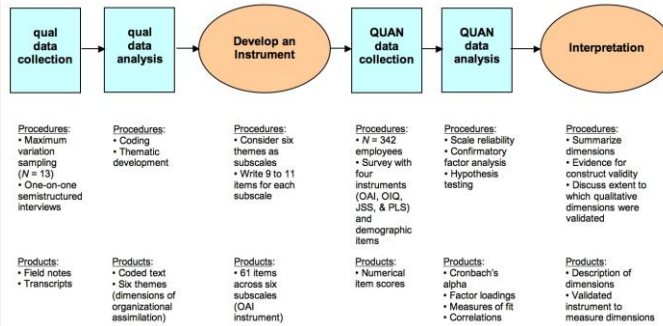 qual
data
collection
qual
data
analysis
Develop an
Instrument
QUAN
data
collection
QUAN
data
analysis
Interpretation
Procedures:
• Maximum
variation
sampling
(N = 13)
• One-on-one
semistructured
interviews
Procedures:
• Coding
• Thematic
development
Procedures:
• Consider six
themes as
subscales
• Write 9 to 11
items for each
subscale
Procedures:
• N = 342
employees
• Survey with
four
instruments
(OAI, OIQ,
JSS, & PLS)
and
demographic
items
Procedures:
• Scale reliability
• Confirmatory
factor analysis
• Hypothesis
testing
Procedures:
• Summarize
dimensions
• Evidence for
construct validity
• Discuss extent to
which qualitative
dimensions were
validated
Products:
• Field notes
• Transcripts
Products:
• Coded text
• Six themes
(dimensions of
organizational
assimilation)
Products:
• 61 items
across six
subscales
(OAI
instrument)
Products:
• Numerical
item scores
Products:
• Cronbach's
alpha
• Factor loadings
• Measures of fit
• Correlations
Products:
• Description of
dimensions
• Validated
instrument to
measure dimensions